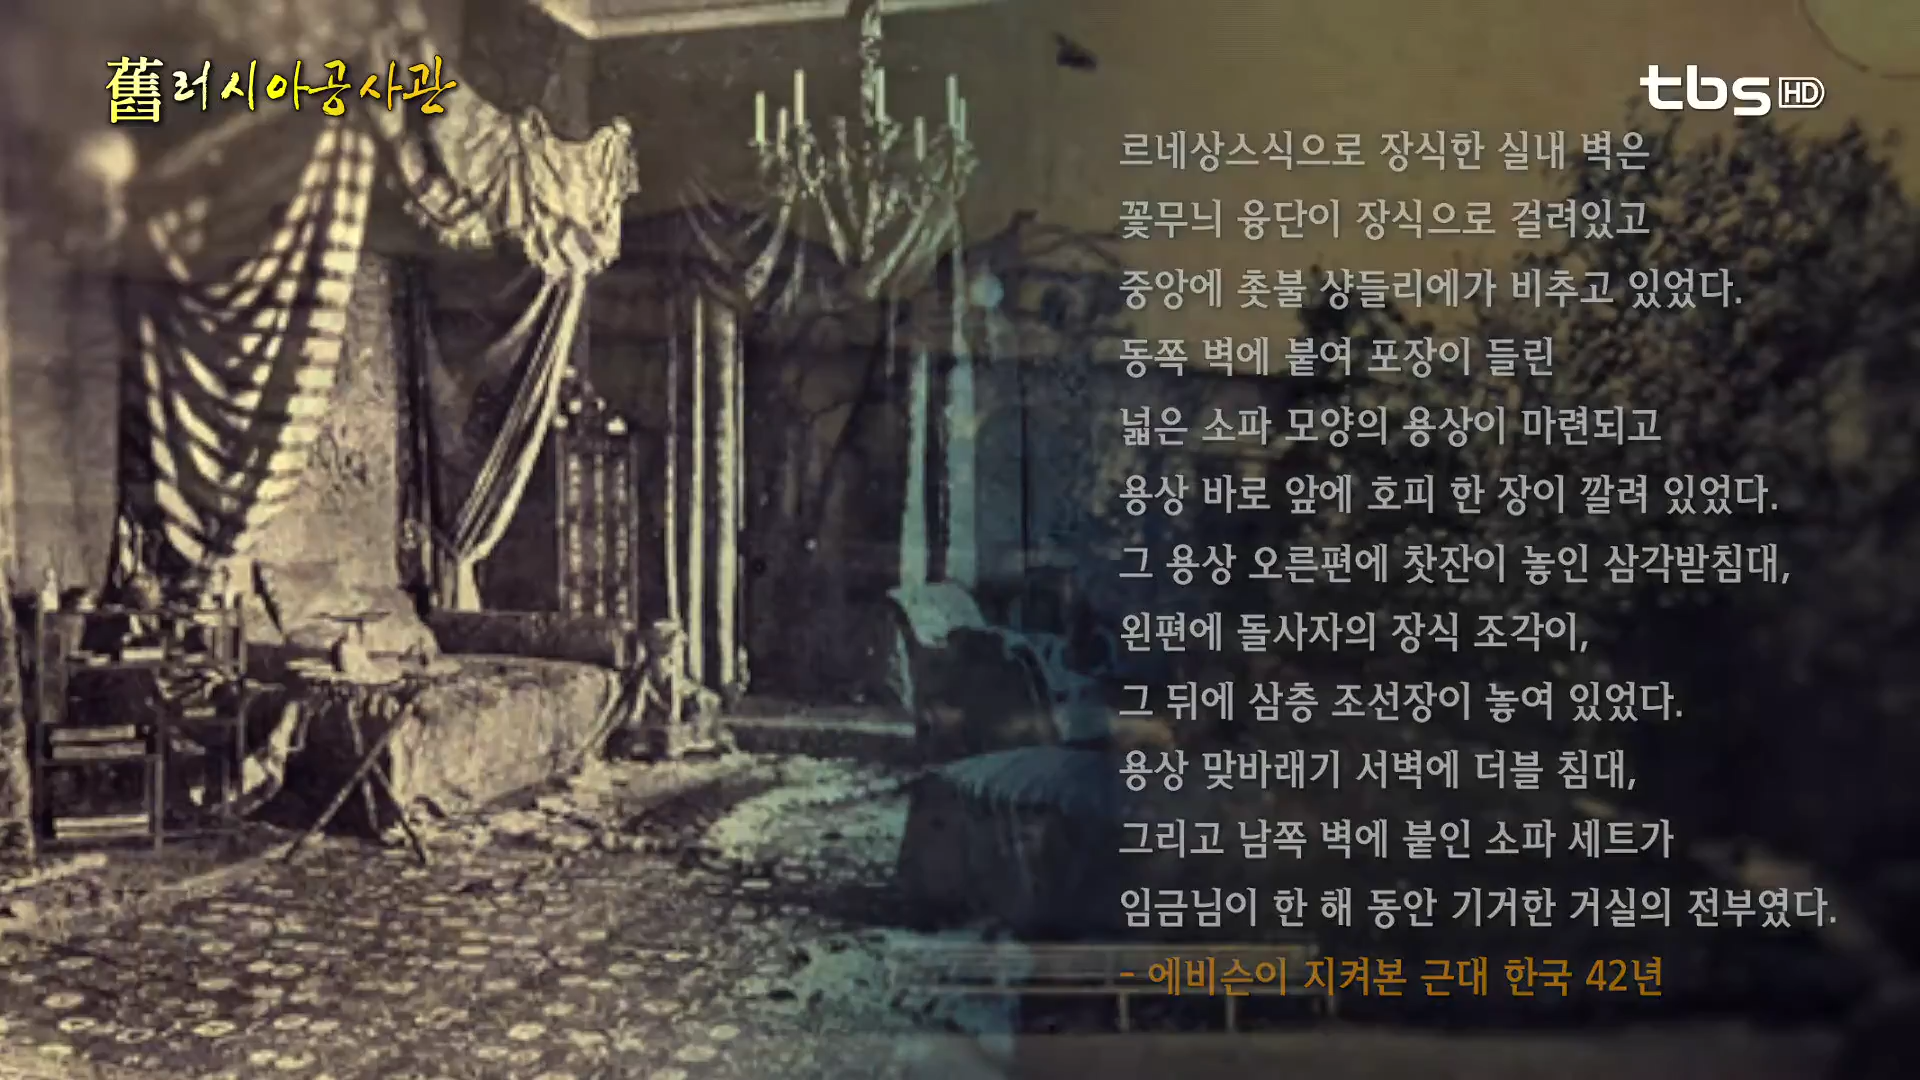 舊러시아공사관
tbs HD
르네상스식으로 장식한 실내 벽은
꽃무늬 융단이 장식으로 걸려있고
중앙에 촛불 샹들리에가 비추고 있었다.
동쪽 벽에 붙여 포장이 들린
넓은 소파 모양의 용상이 마련되고
용상 바로 앞에 호피 한 장이 깔려 있었다.
그 용상 오른편에 찻잔이 놓인 삼각받침대,
왼편에 돌사자의 장식 조각이,
그 뒤에 삼층 조선장이 놓여 있었다.
용상 맞바래기 서벽에 더블 침대,
그리고 남쪽 벽에 붙인 소파 세트가
임금님이 한 해 동안 기거한 거실의 전부였다.
- 에비슨이 지켜본 근대 한국 42년